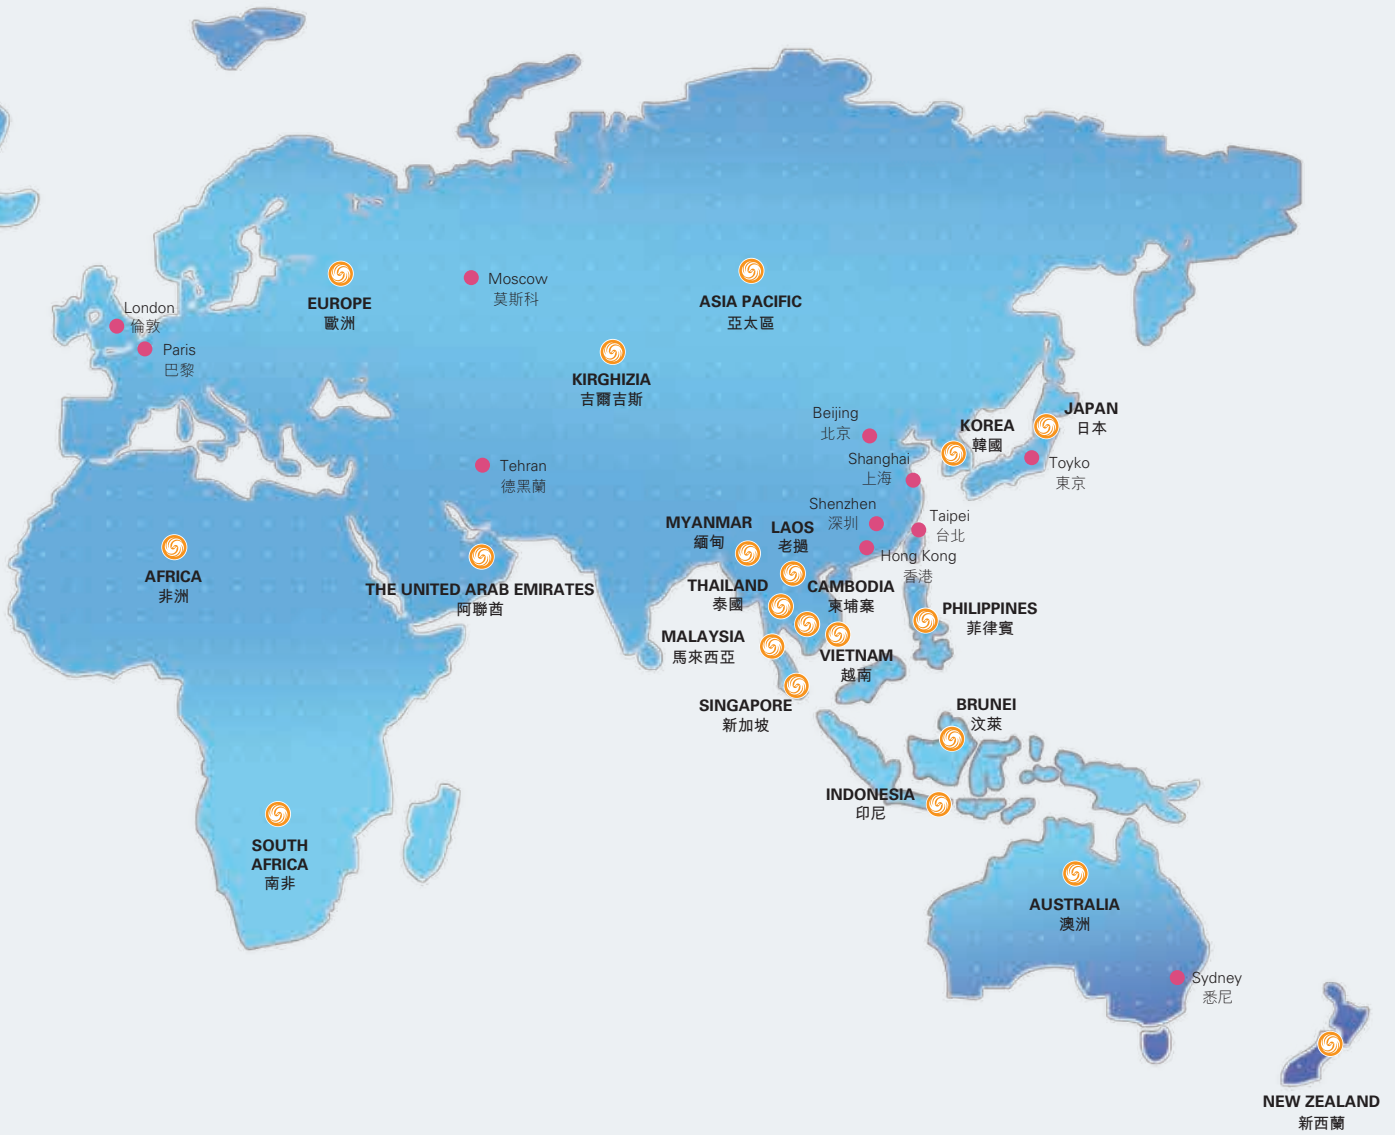 EUROPE
歐洲
Moscow
莫斯科
ASIA PACIFIC
亞太區
London
倫敦
Paris
巴黎
KIRGHIZIA
吉爾吉斯
Beijing
北京
KOREA
韓國
JAPAN
日本
Tehran
德黑蘭
Shanghai
上海
Toyko
東京
Shenzhen
深圳
Taipei
台北
Hong Kong
香港
MYANMAR
緬甸
LAOS
老撾
AFRICA
非洲
THE UNITED ARAB EMIRATES
阿聯酋
THAILAND
泰國
CAMBODIA
柬埔寨
PHILIPPINES
菲律賓
MALAYSIA
馬來西亞
VIETNAM
越南
SINGAPORE
新加坡
BRUNEI
汶萊
INDONESIA
印尼
SOUTH
AFRICA
南非
AUSTRALIA
澳洲
Sydney
悉尼
NEW ZEALAND
新西蘭